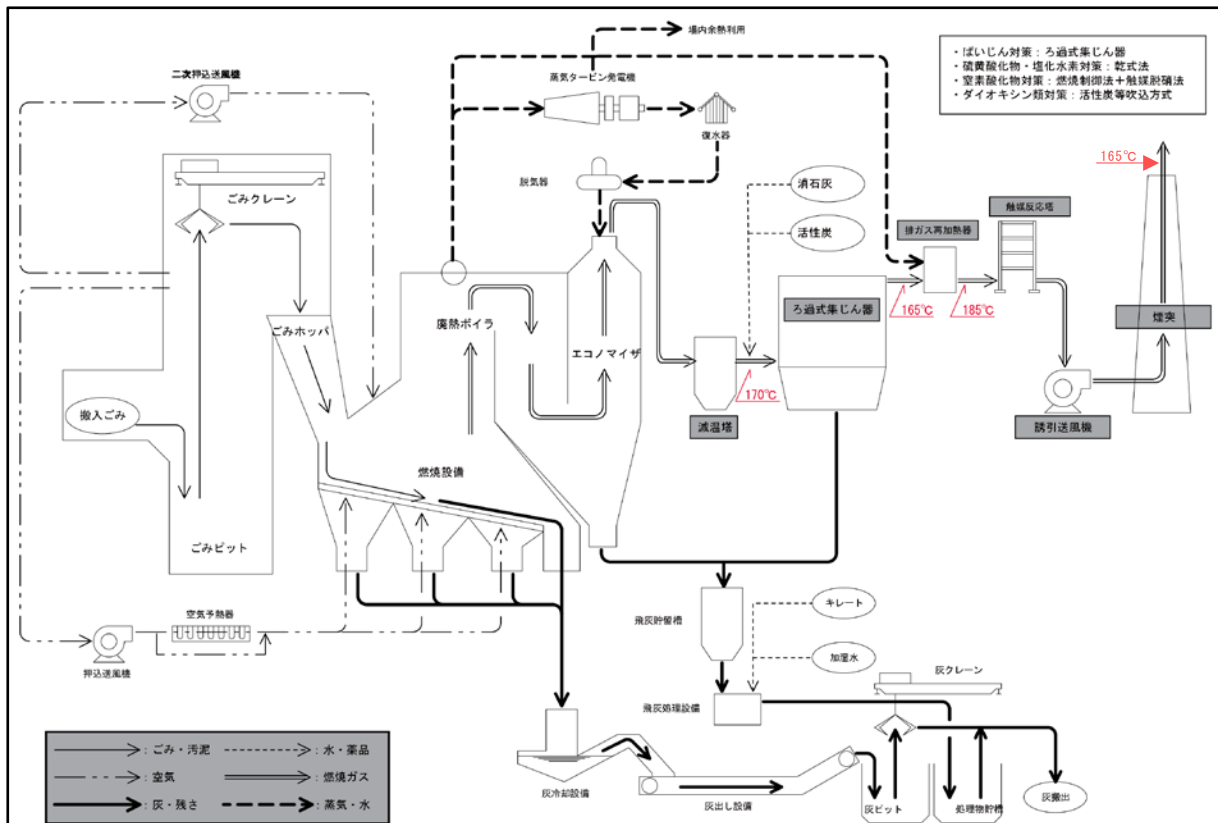 場内余熱利用
・ばいじん対策：ろ過式集じん器
・硫黄酸化物・塩化水素対策：乾式法
・窒素酸化物対策：燃焼制御法＋触媒脱硝法
・ダイオキシン類対策：活性炭等吹込方式
二次押込送風機
蒸気タービン発電機
復水器
脱気器
消石灰
活性炭
165℃
ごみクレーン
触媒反応塔
排ガス再加熱器
ろ過式集じん器
165℃
185℃
煙突
ごみホッパ
廃熱ボイラ
エコノマイザ
170℃
減温塔
誘引送風機
搬入ごみ
燃焼設備
ごみピット
空気予熱器
押込送風機
飛灰貯留槽
キレート
加湿水
灰クレーン
飛灰処理設備
：ごみ・汚泥
：水・薬品
：空気
：燃焼ガス
：灰・残さ
：蒸気・水
灰冷却設備
灰出し設備
灰ピット
処理物貯槽
灰搬出